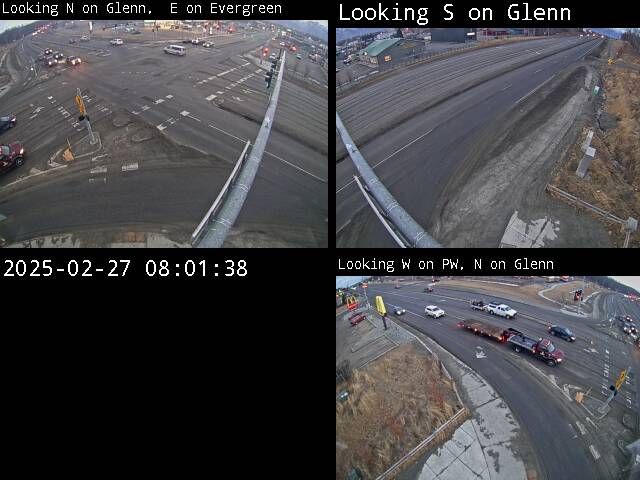 Looking N on Glenn,  E on Evergreen
Looking S on Glenn
2025-02-27 08:01:38
Looking W on PW, N on Glenn